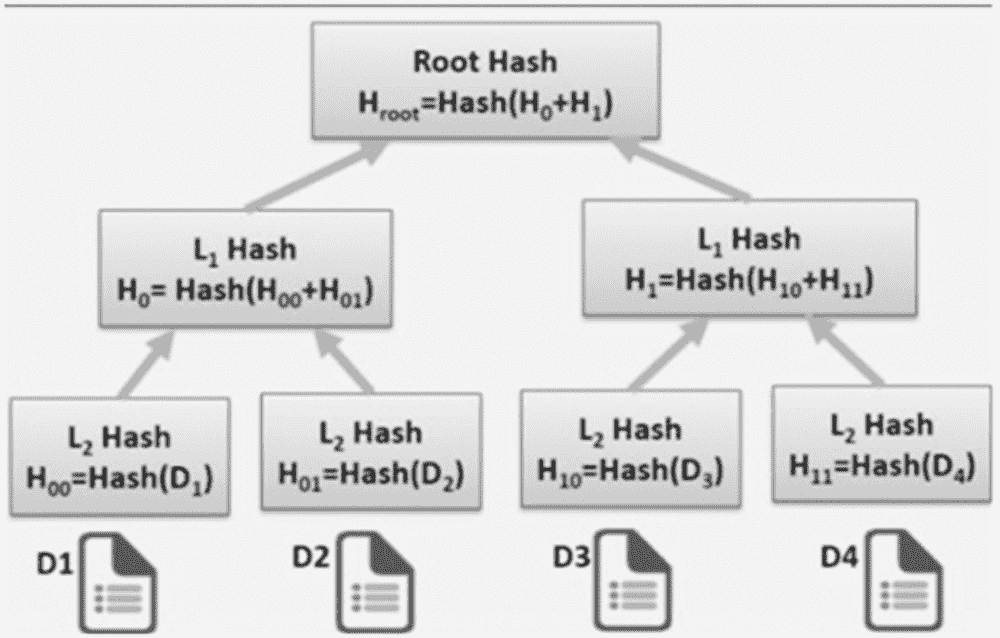 Root Hash
H_root=Hash(H₀+H₁)
L₁ Hash
H₀= Hash(H₀₀+H₀₁)
L₁ Hash
H₁=Hash(H₁₀+H₁₁)
L₂ Hash
H₀₀=Hash(D₁)
L₂ Hash
H₀₁=Hash(D₂)
L₂ Hash
H₁₀=Hash(D₃)
L₂ Hash
H₁₁=Hash(D₄)
D1
D2
D3
D4